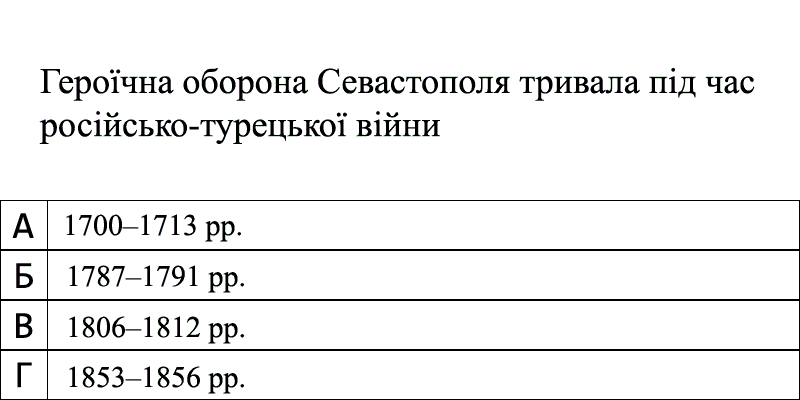 Героїчна оборона Севастополя тривала під час
російсько-турецької війни
А 1700–1713 рр.
Б 1787–1791 рр.
В 1806–1812 рр.
Г 1853–1856 рр.